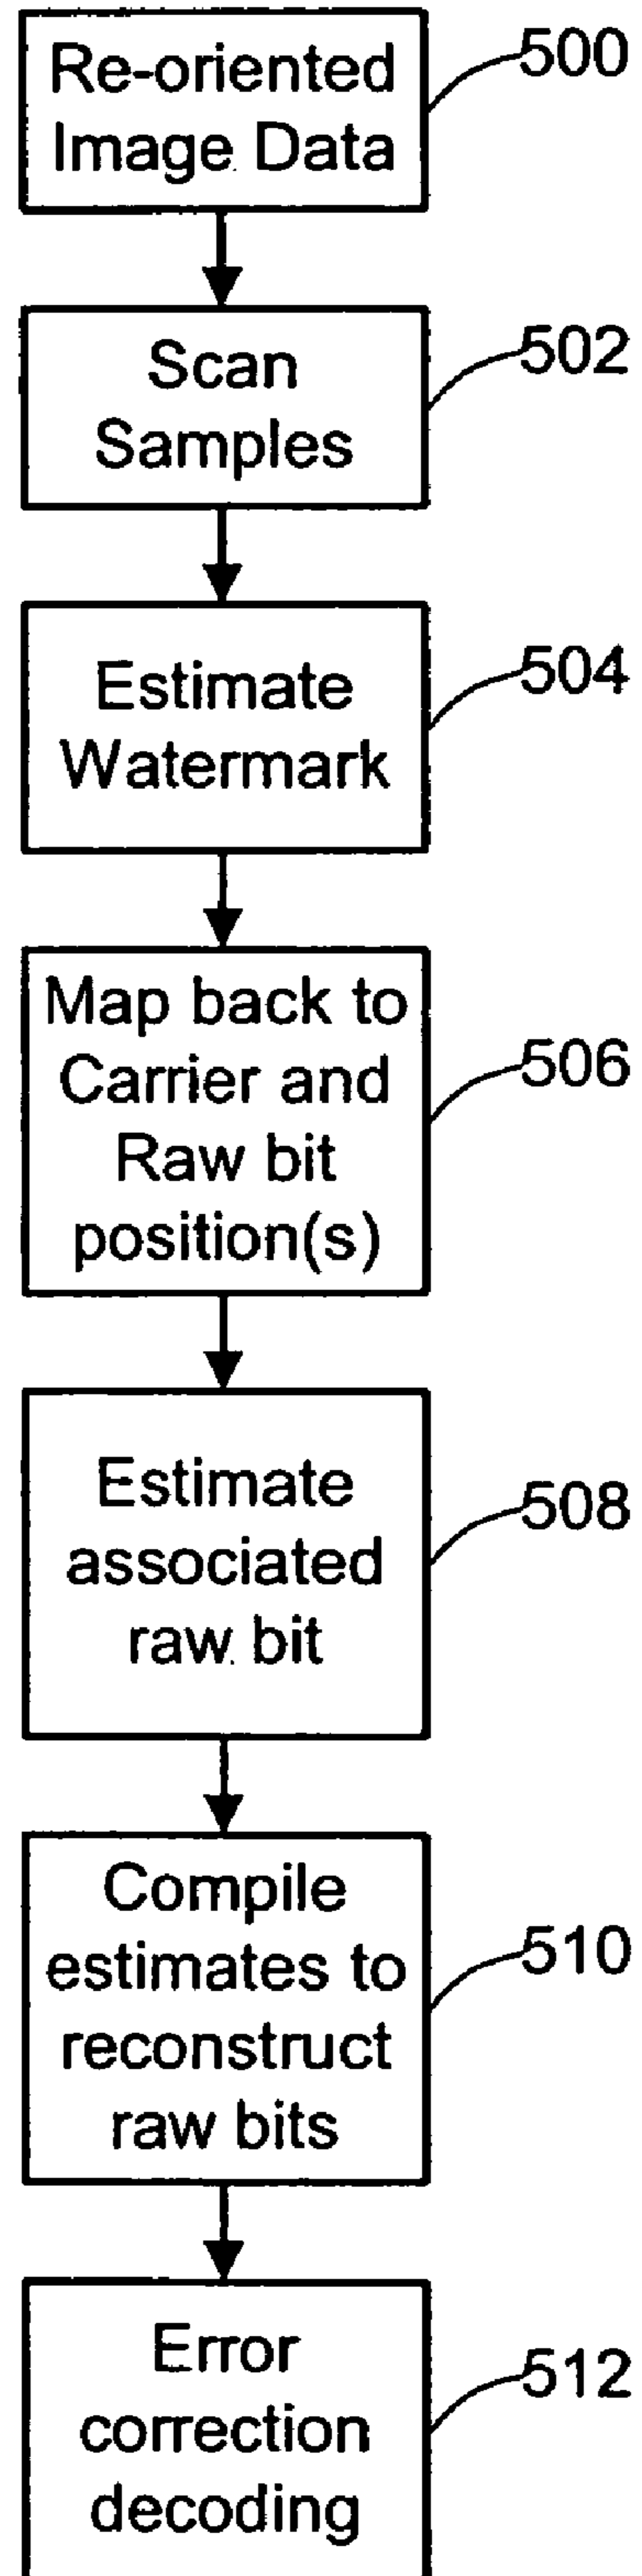 Re-oriented
Image Data
500
Scan
Samples
502
Estimate
Watermark
504
Map back to
Carrier and
Raw bit
position(s)
506
Estimate
associated
raw bit
508
Compile
estimates to
reconstruct
raw bits
510
Error
correction
decoding
512